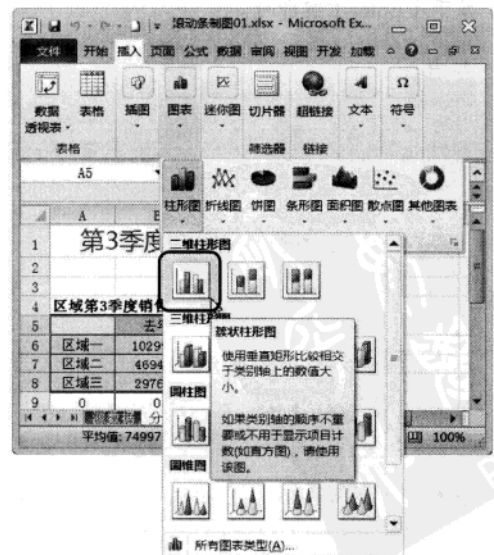 滚动条制图01.xlsx - Microsoft Ex...
文件 开始 插入 页面 公式 数据 审阅 视图 开发 加载
数据透视表 表格 插图 图表 迷你图 切片器 超链接 文本 符号
表格 筛选器 链接
A5
柱形图 折线图 饼图 条形图 面积图 散点图 其他图表
A
1 第3季度
二维柱形图
2
3
4 区域第3季度销售
三维柱形图
5 去年
簇状柱形图
6 区域一 10299
使用垂直矩形比较相交于类别轴上的数值大小。
7 区域二 4694
8 区域三 2976
圆柱图
9 0 0
如果类别轴的顺序不重要或不用于显示项目计数(如直方图)，请使用该图。
平均值: 74997
100%
圆锥图
所有图表类型(A)...